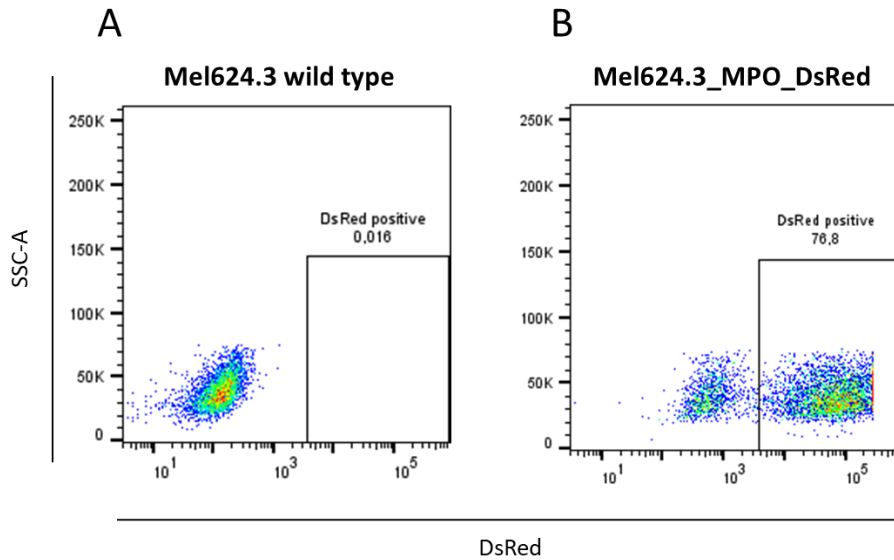 A
B
Mel624.3 wild type
Mel624.3_MPO_DsRed
250K
200K
150K
100K
50K
0
DsRed positive
0,016
10^1
10^3
10^5
250K
200K
150K
100K
50K
0
DsRed positive
76,8
10^1
10^3
10^5
SSC-A
DsRed